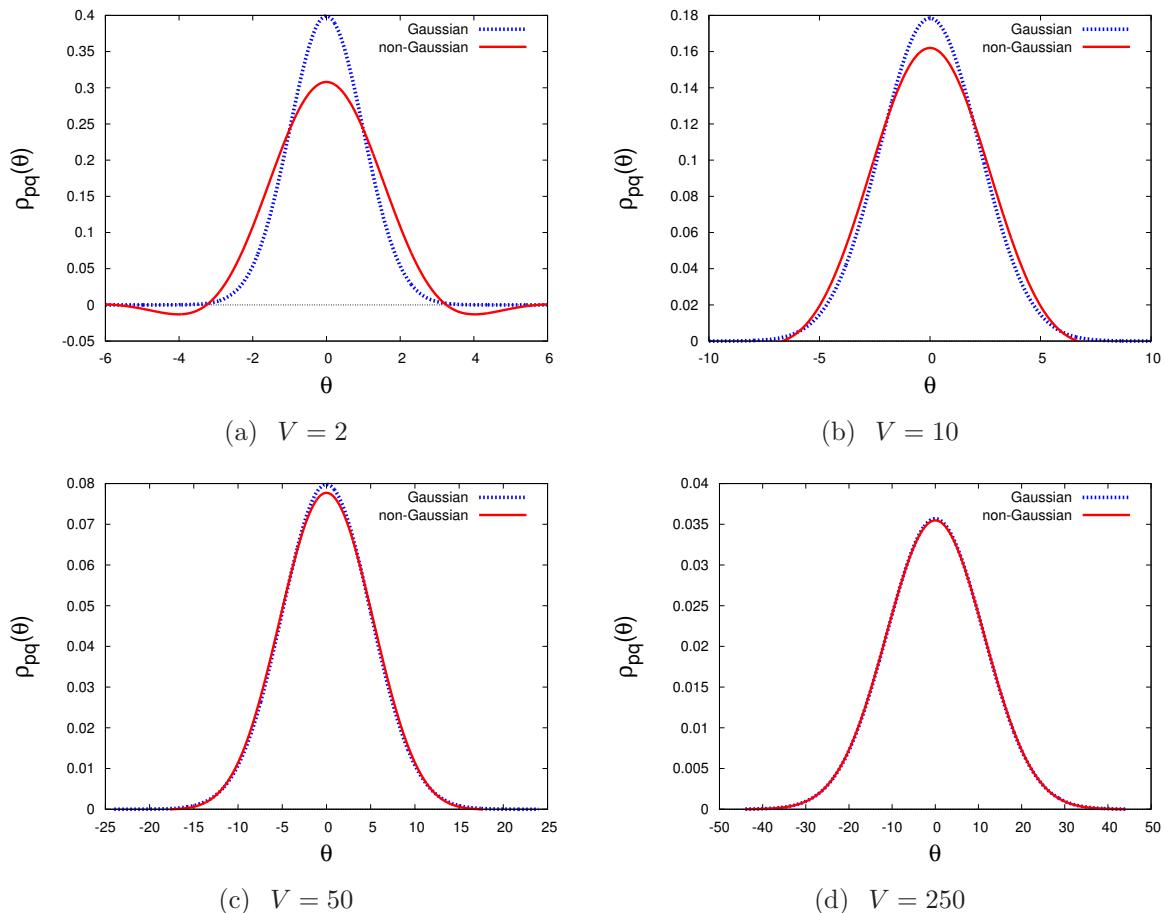 0.4
0.35
0.3
0.25
0.2
0.15
0.1
0.05
0
-0.05
-6 -4 -2 0 2 4 6
ρpq(θ)
θ
Gaussian
non-Gaussian
(a) V = 2
0.18
0.16
0.14
0.12
0.1
0.08
0.06
0.04
0.02
0
-10 -5 0 5 10
ρpq(θ)
θ
Gaussian
non-Gaussian
(b) V = 10
0.08
0.07
0.06
0.05
0.04
0.03
0.02
0.01
0
-25 -20 -15 -10 -5 0 5 10 15 20 25
ρpq(θ)
θ
Gaussian
non-Gaussian
(c) V = 50
0.04
0.035
0.03
0.025
0.02
0.015
0.01
0.005
0
-50 -40 -30 -20 -10 0 10 20 30 40 50
ρpq(θ)
θ
Gaussian
non-Gaussian
(d) V = 250